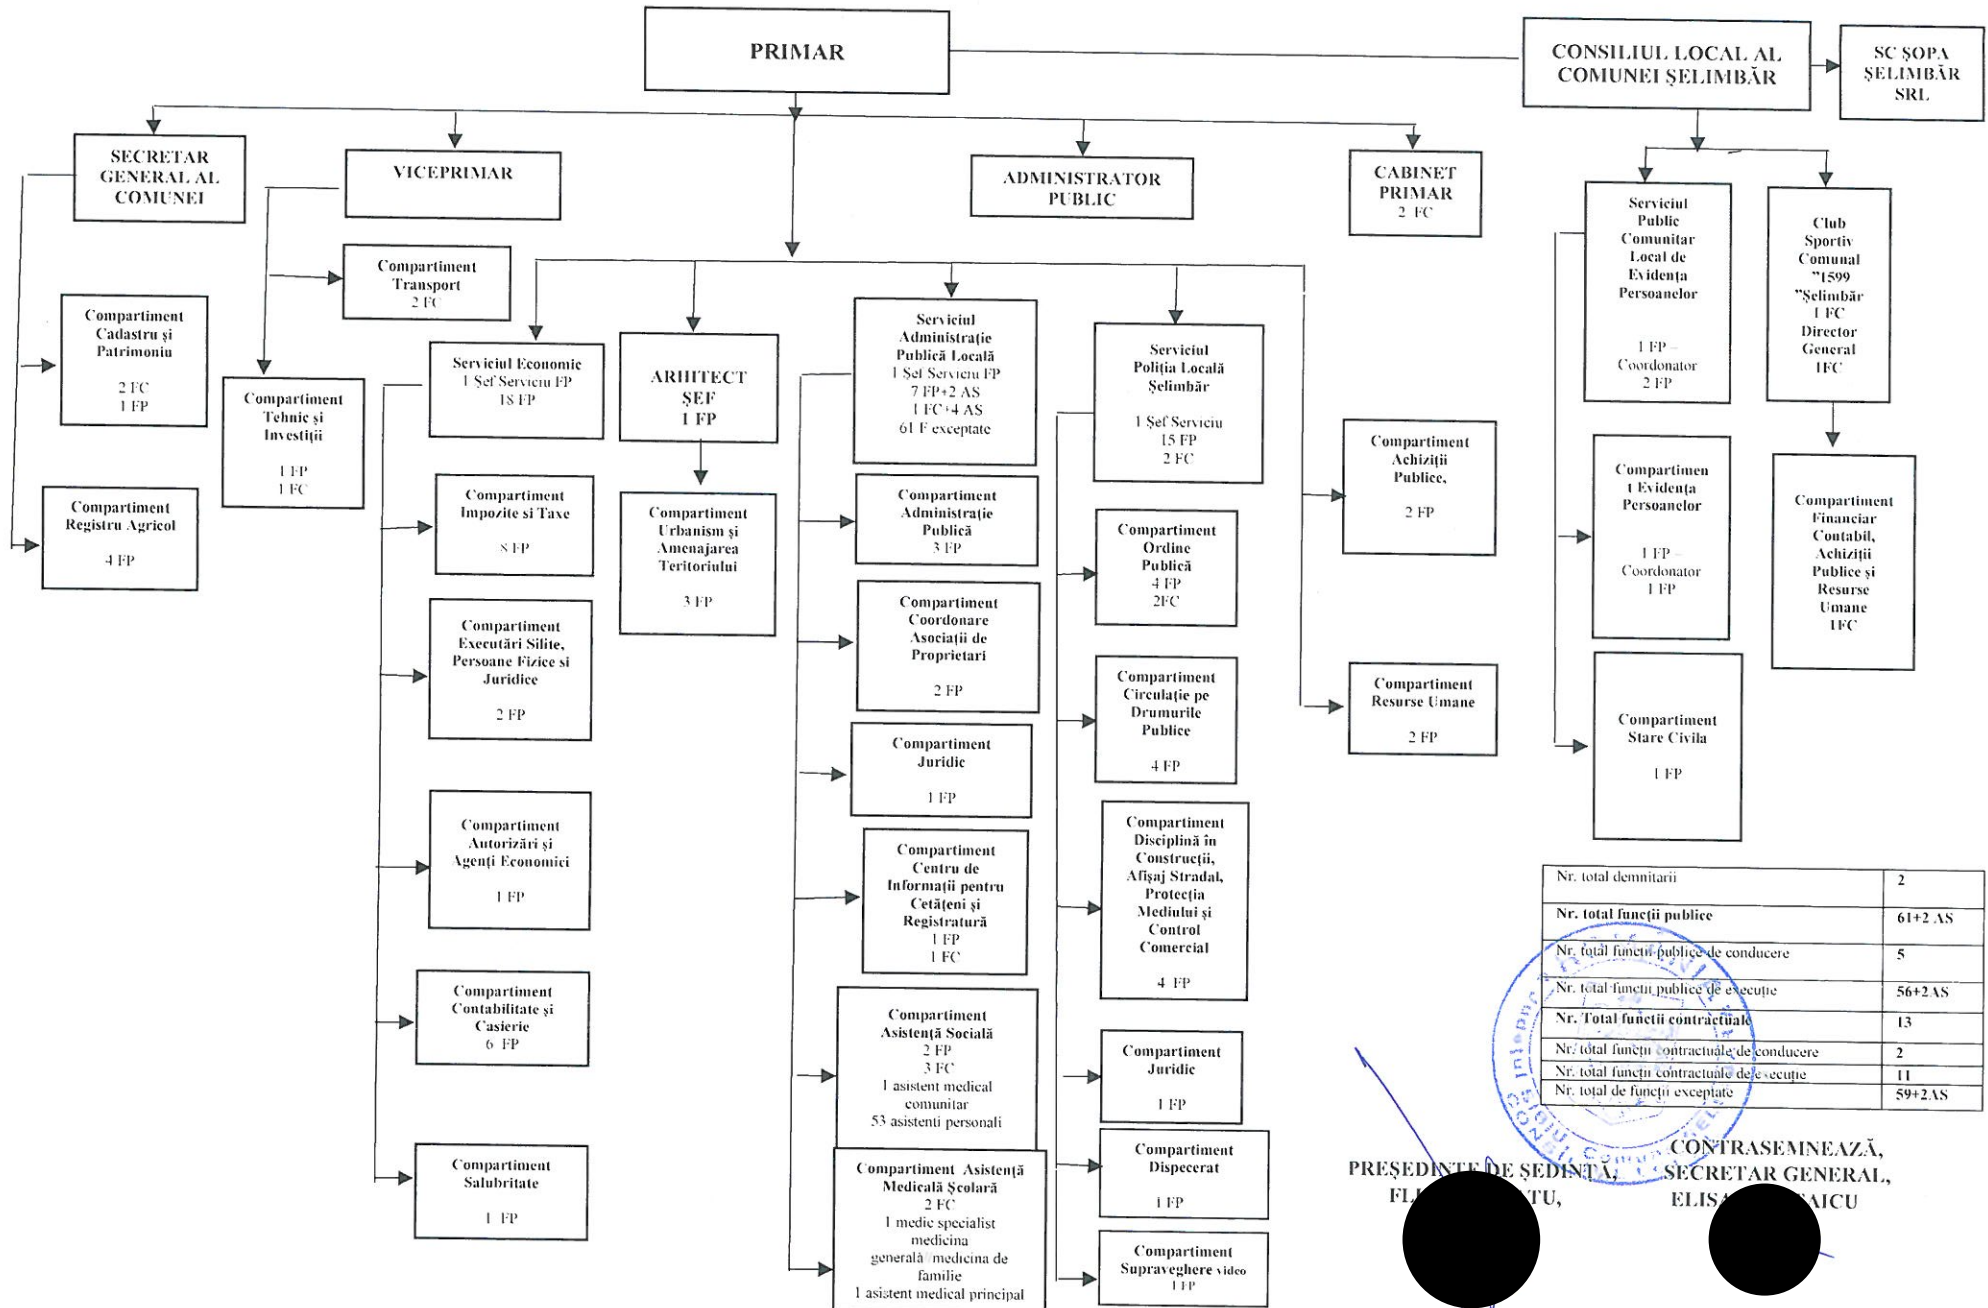 PRIMAR
CONSILIUL LOCAL AL
COMUNEI ȘELIMBĂR
SC ȘOPA
ȘELIMBĂR
SRL
SECRETAR
GENERAL AL
COMUNEI
VICEPRIMAR
ADMINISTRATOR
PUBLIC
CABINET
PRIMAR
2 FC
Compartiment
Cadastru și
Patrimoniu
2 FC
1 FP
Compartiment
Registru Agricol
4 FP
Compartiment
Transport
2 FC
Compartiment
Tehnic și
Investiții
1 FP
1 FC
Serviciul Economic
1 Șef Serviciu FP
18 FP
Compartiment
Impozite si Taxe
8 FP
Compartiment
Executări Silite,
Persoane Fizice si
Juridice
2 FP
Compartiment
Autorizări și
Agenți Economici
1 FP
Compartiment
Contabilitate și
Casierie
6 FP
Compartiment
Salubritate
1 FP
ARHITECT
ȘEF
1 FP
Compartiment
Urbanism și
Amenajarea
Teritoriului
3 FP
Serviciul
Administrație
Publică Locală
1 Șef Serviciu FP
7 FP+2 AS
1 FC+4 AS
61 F exceptate
Compartiment
Administrație
Publică
3 FP
Compartiment
Coordonare
Asociații de
Proprietari
2 FP
Compartiment
Juridic
1 FP
Compartiment
Centru de
Informații pentru
Cetățeni și
Registratură
1 FP
1 FC
Compartiment
Asistență Socială
2 FP
3 FC
1 asistent medical
comunitar
53 asistenti personali
Compartiment Asistență
Medicală Școlară
2 FC
1 medic specialist
medicina
generală/medicina de
familie
1 asistent medical principal
Serviciul
Poliția Locală
Șelimbăr
1 Șef Serviciu
15 FP
2 FC
Compartiment
Ordine
Publică
4 FP
2FC
Compartiment
Circulație pe
Drumurile
Publice
4 FP
Compartiment
Disciplină în
Construcții,
Afișaj Stradal,
Protecția
Mediului și
Control
Comercial
4 FP
Compartiment
Juridic
1 FP
Compartiment
Dispecerat
1 FP
Compartiment
Supraveghere video
1 FP
Compartiment
Achiziții
Publice,
2 FP
Compartiment
Resurse Umane
2 FP
Serviciul
Public
Comunitar
Local de
Evidența
Persoanelor
1 FP –
Coordonator
2 FP
Compartimen
t Evidența
Persoanelor
1 FP –
Coordonator
1 FP
Compartiment
Stare Civila
1 FP
Club
Sportiv
Comunal
”1599
”Șelimbăr
1 FC
Director
General
1FC
Compartiment
Financiar
Contabil,
Achiziții
Publice și
Resurse
Umane
1FC
Nr. total demnitarii 2
Nr. total funcții publice 61+2 AS
Nr. total functii publice de conducere 5
Nr. total functii publice de execuție 56+2AS
Nr. Total functii contractuale 13
Nr. total funcții contractuale de conducere 2
Nr. total funcții contractuale de execuție 11
Nr. total de funcții exceptate 59+2AS
PREȘEDINTE DE ȘEDINȚĂ,
CONTRASEMNEAZĂ,
SECRETAR GENERAL,